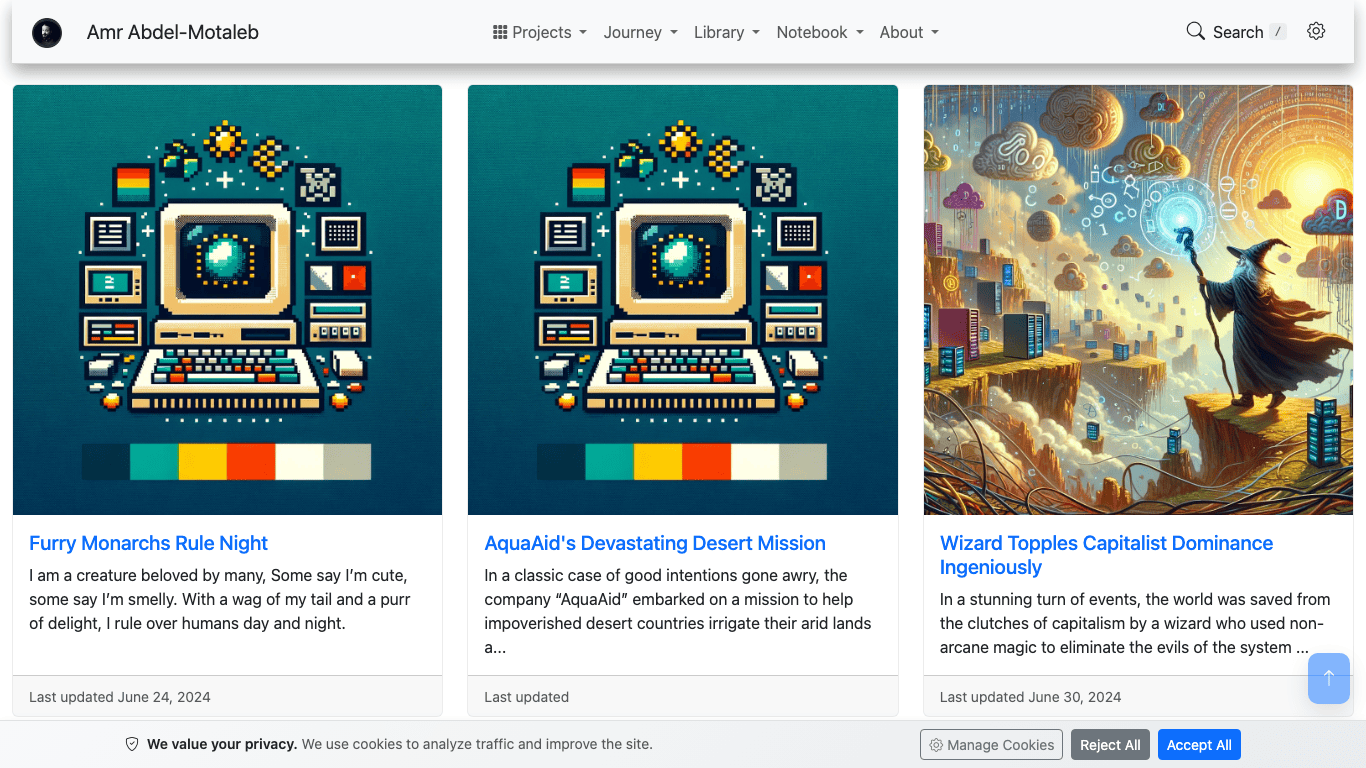 Amr Abdel-Motaleb
Projects
Journey
Library
Notebook
About
Search /
Furry Monarchs Rule Night
I am a creature beloved by many, Some say I’m cute,
some say I’m smelly. With a wag of my tail and a purr
of delight, I rule over humans day and night.
Last updated June 24, 2024
AquaAid's Devastating Desert Mission
In a classic case of good intentions gone awry, the
company “AquaAid” embarked on a mission to help
impoverished desert countries irrigate their arid lands
a...
Last updated
Wizard Topples Capitalist Dominance
Ingeniously
In a stunning turn of events, the world was saved from
the clutches of capitalism by a wizard who used non-
arcane magic to eliminate the evils of the system ...
Last updated June 30, 2024
We value your privacy. We use cookies to analyze traffic and improve the site.
Manage Cookies
Reject All
Accept All